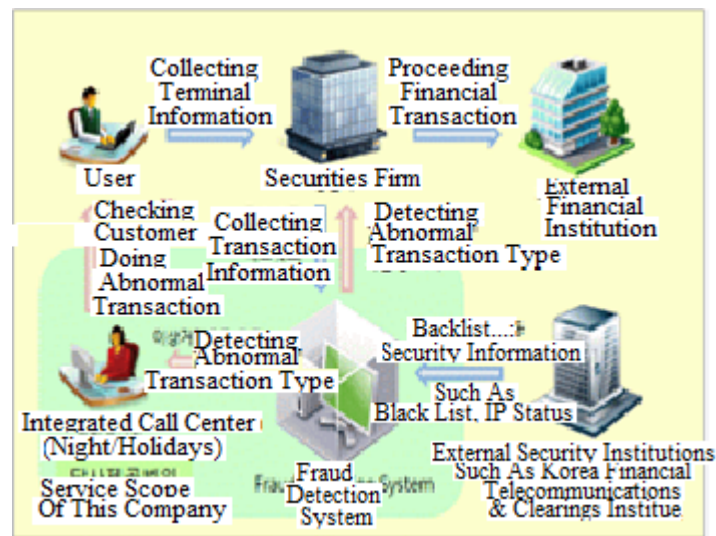 Collecting
Terminal
Information
Proceeding
Financial
Transaction
User
Securities Firm
External
Financial
Institution
Checking
Customer
Doing
Abnormal
Transaction
Collecting
Transaction
Information
Detecting
Abnormal
Transaction Type
Detecting
Abnormal
Transaction Type
Backlist...:
Security Information
Such As
Black List, IP Status
Integrated Call Center
(Night/Holidays)
Service Scope
Of This Company
Fraud
Detection
System
Frau
System
External Security Institutions
Such As Korea Financial
Telecommunications
& Clearings Institue